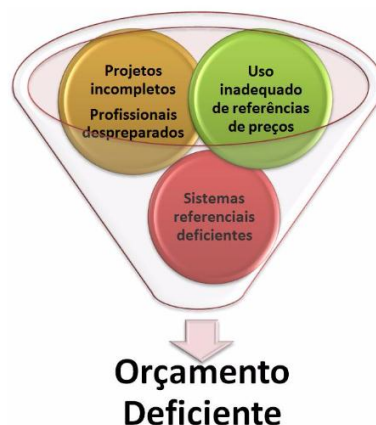 Projetos
incompletos
Profissionais
despreparados
Uso
inadequado
de referências
de preços
Sistemas
referenciais
deficientes
Orçamento
Deficiente